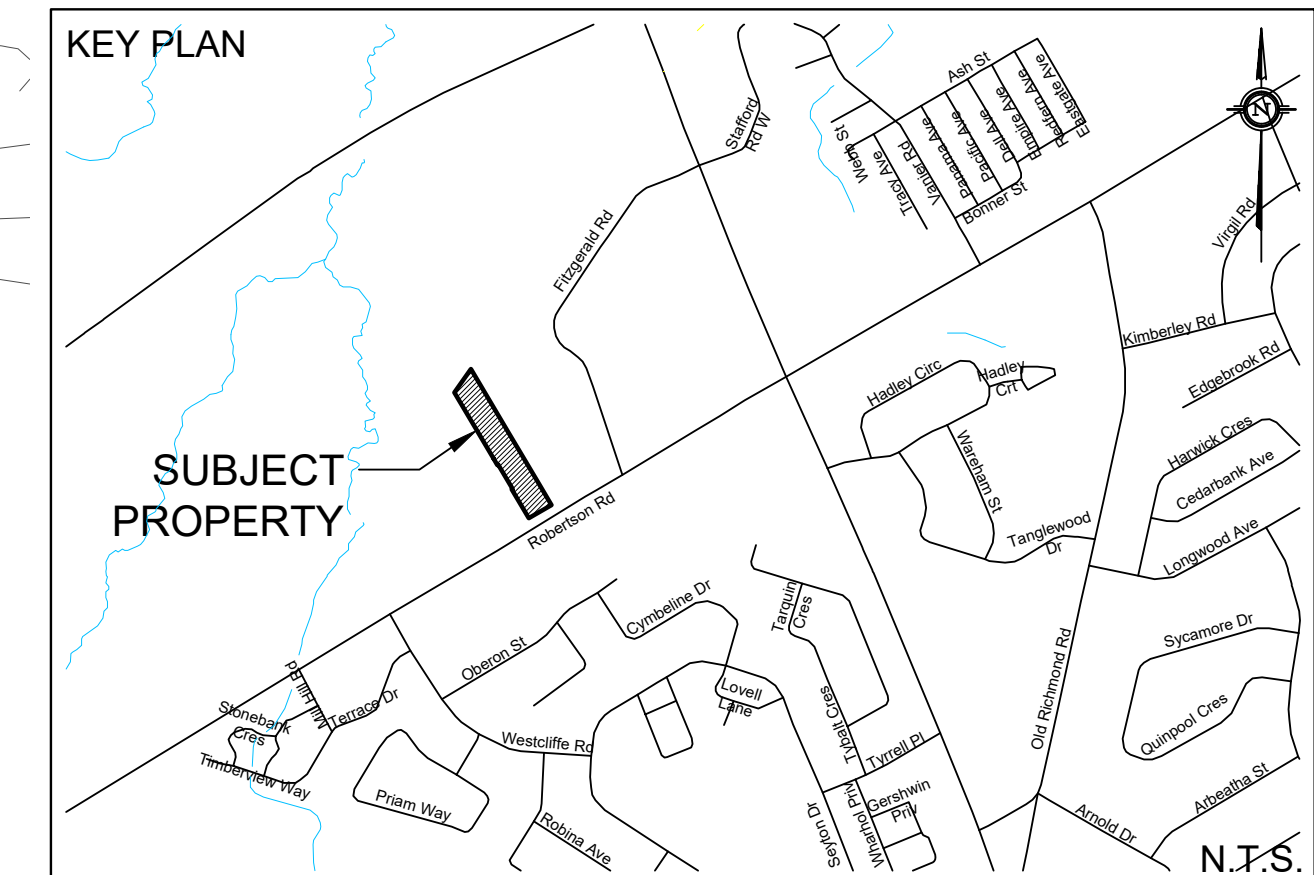 KEY PLAN
Ash St
Eastgate Ave
Redfern Ave
Empire Ave
Dell Ave
Pacific Ave
Panama Ave
Vanier Rd
Tracy Ave
Webb St
Bonner St
Stafford
Rd W
N
Fitzgerald Rd
Virgil Rd
Kimberley Rd
Edgebrook Rd
Hadley Circ
Hadley
Crt
Harwick Cres
Cedarbank Ave
Wareham St
SUBJECT
PROPERTY
Robertson Rd
Tanglewood
Dr
Longwood Ave
Cymbeline Dr
Tarquin
Cres
Oberon St
Sycamore Dr
Old Richmond Rd
Mill Hill Rd
Terrace Dr
Stonebank
Cres
Timberview Way
Lovell
Lane
Tybalt Cres
Westcliffe Rd
Tyrrell Pl
Quinpool Cres
Priam Way
Robina Ave
Seyton Dr
Wharhol Priv
Gershwin
Priv
Arnold Dr
Arbeatha St
N.T.S.